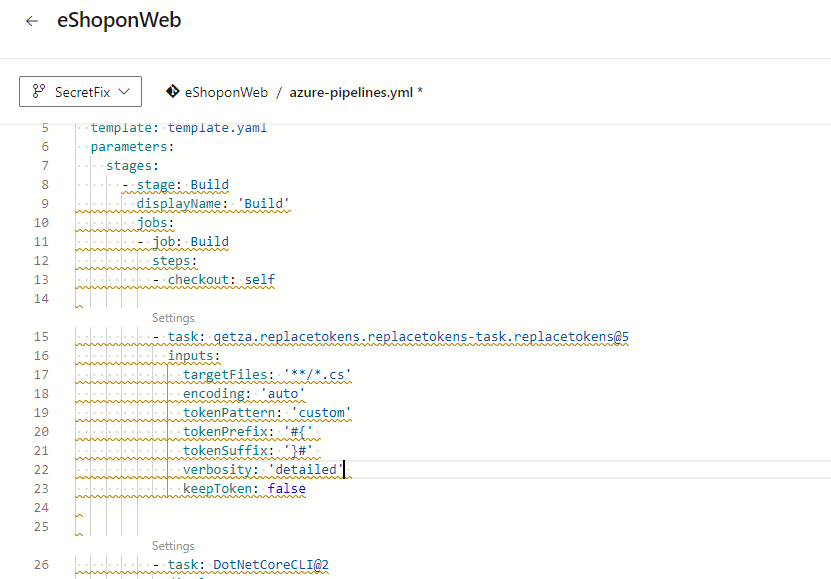 eShoponWeb
SecretFix eShoponWeb / azure-pipelines.yml *
5 template: template.yaml
6 parameters:
7 stages:
8 - stage: Build
9 displayName: 'Build'
10 jobs:
11 - job: Build
12 steps:
13 - checkout: self
14
Settings
15 - task: qetza.replacetokens.replacetokens-task.replacetokens@5
16 inputs:
17 targetFiles: '**/*.cs'
18 encoding: 'auto'
19 tokenPattern: 'custom'
20 tokenPrefix: '#{'
21 tokenSuffix: '}#'
22 verbosity: 'detailed'
23 keepToken: false
24
25
Settings
26 - task: DotNetCoreCLI@2